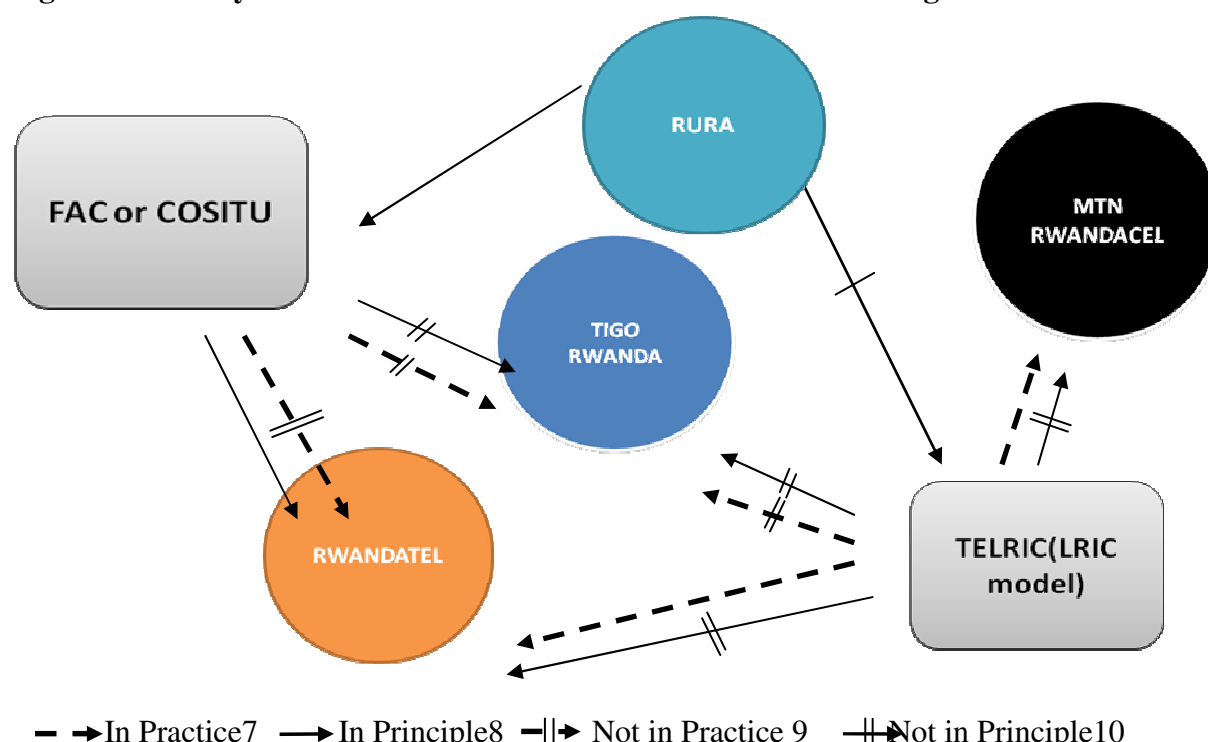 RURA
FAC or COSITU
MTN
RWANDACEL
TIGO
RWANDA
RWANDATEL
TELRIC(LRIC
model)
In Practice7 In Principle8 Not in Practice 9 Not in Principle10